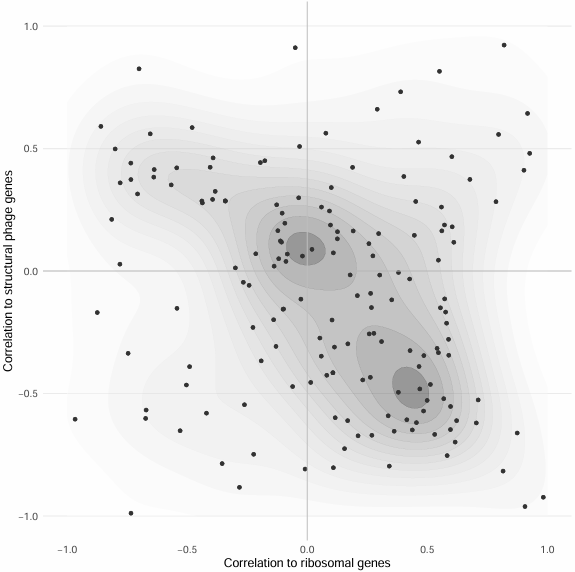 1.0
0.5
0.0
−0.5
−1.0
Correlation to structural phage genes
−1.0 −0.5 0.0 0.5 1.0
Correlation to ribosomal genes